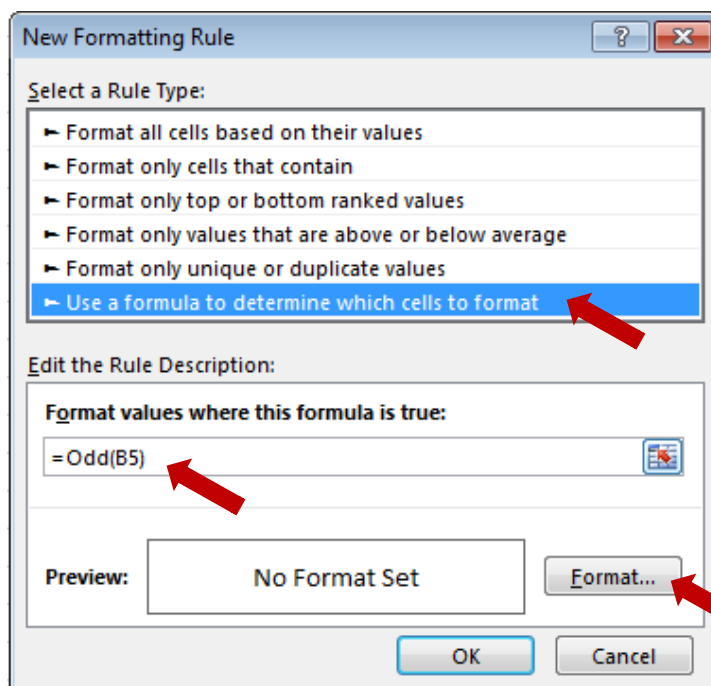 New Formatting Rule
?
Select a Rule Type:
► Format all cells based on their values
► Format only cells that contain
► Format only top or bottom ranked values
► Format only values that are above or below average
► Format only unique or duplicate values
► Use a formula to determine which cells to format
Edit the Rule Description:
Format values where this formula is true:
=Odd(B5)
Preview:
No Format Set
Format...
OK
Cancel